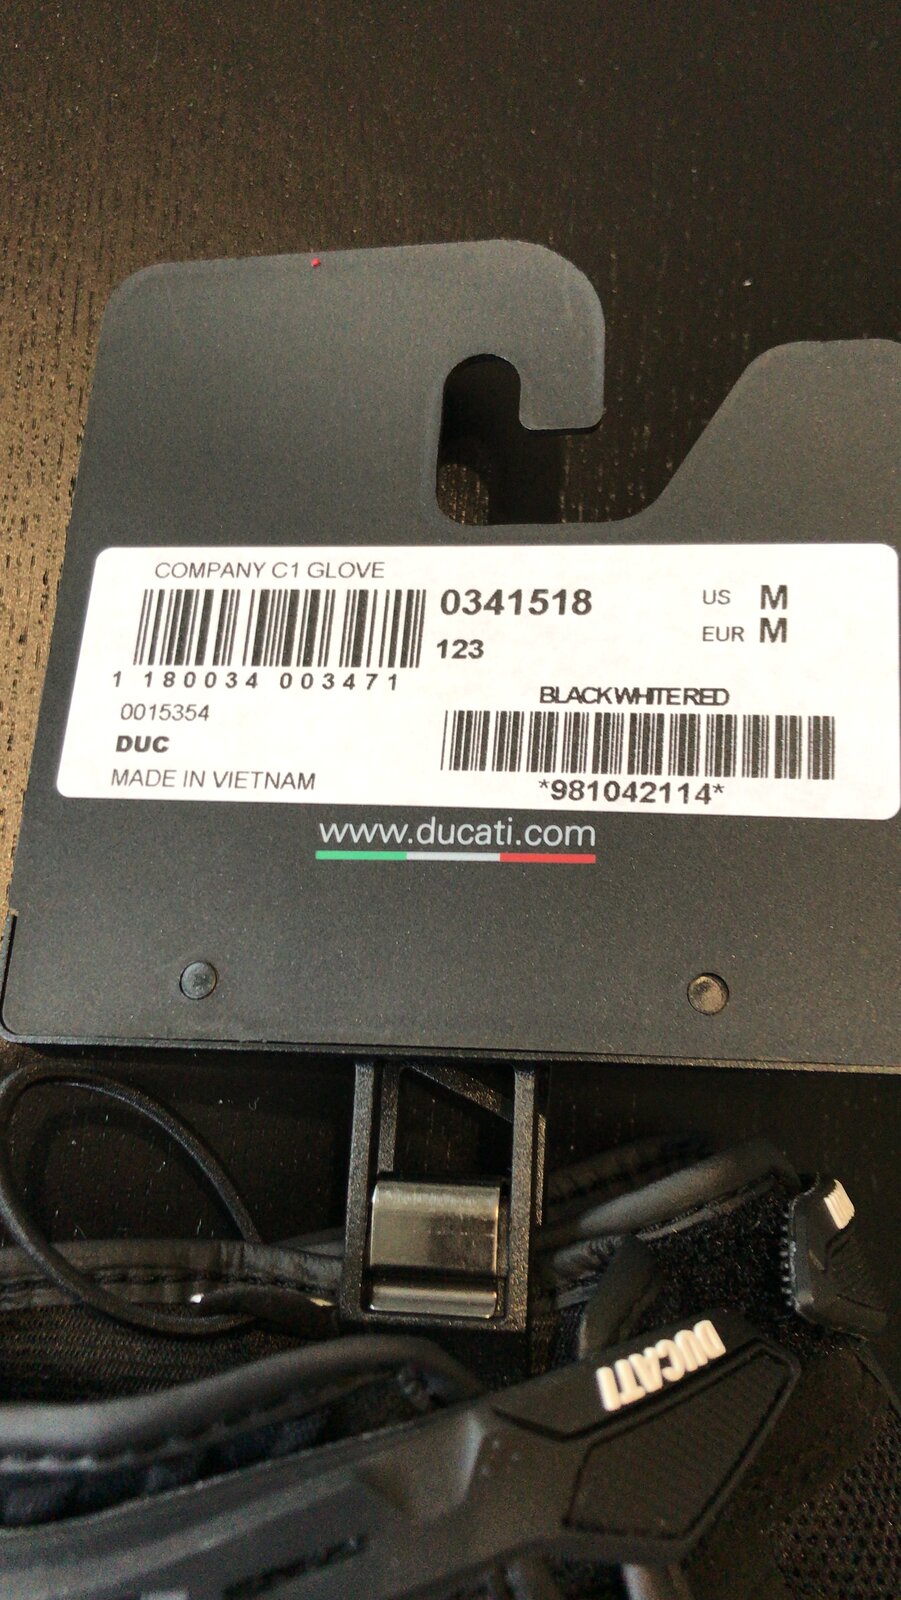 COMPANY C1 GLOVE
0341518
123
US M
EUR M
1 180034 003471
0015354
DUC
MADE IN VIETNAM
BLACKWHITERED
*981042114*
www.ducati.com
DUCATI